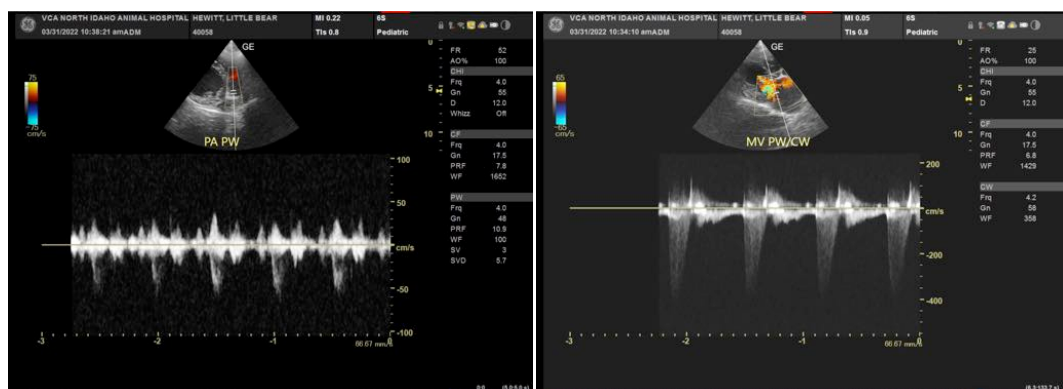 VCA NORTH IDAHO ANIMAL HOSPITAL HEWITT, LITTLE BEAR MI 0.22 6S
03/31/2022 10:38:21 amADM 40058 TIs 0.8 Pediatric
GE
0
5
10
FR 52
AO% 100
CHI
Frq 4.0
Gn 55
D 12.0
Whizz Off
CF
Frq 4.0
Gn 17.5
PRF 7.8
WF 1652
PW
Frq 4.0
Gn 48
PRF 10.9
WF 100
SV 3
SVD 5.7
75
-75
cm/s
PA PW
100
50
cm/s
-50
-100
-3 -2 -1 0
66.67 mm/s
VCA NORTH IDAHO ANIMAL HOSPITAL HEWITT, LITTLE BEAR MI 0.05 6S
03/31/2022 10:34:10 amADM 40058 TIs 0.9 Pediatric
GE
0
5
10
FR 25
AO% 100
CHI
Frq 4.0
Gn 55
D 12.0
CF
Frq 4.0
Gn 17.5
PRF 6.8
WF 1429
CW
Frq 4.2
Gn 58
WF 358
65
-65
cm/s
MV PW/CW
200
cm/s
-200
-400
-3 -2 -1 0
66.67 mm/s